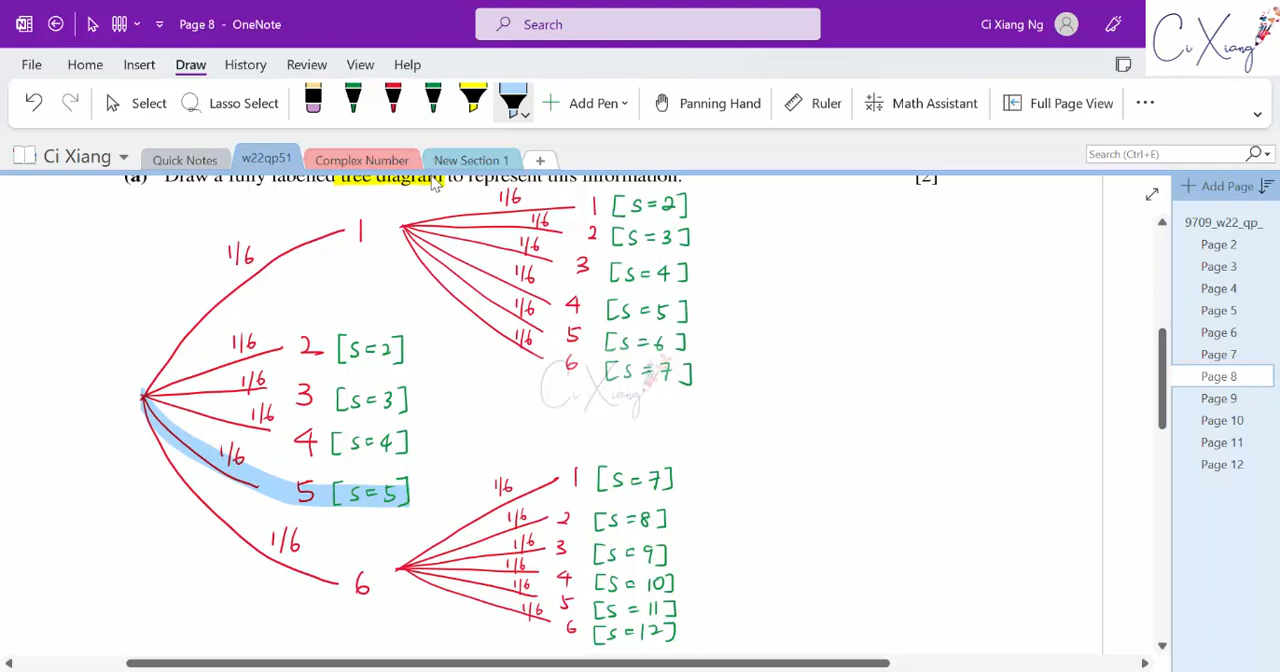 Page 8 - OneNote
Search
Ci Xiang Ng
Ci Xiang
File Home Insert Draw History Review View Help
Select Lasso Select Add Pen Panning Hand Ruler Math Assistant Full Page View
Ci Xiang Quick Notes w22qp51 Complex Number New Section 1 Search (Ctrl+E)
Add Page
(a) Draw a fully labelled tree diagram to represent this information. [2]
9709_w22_qp_
Page 2
Page 3
Page 4
Page 5
Page 6
Page 7
Page 8
Page 9
Page 10
Page 11
Page 12
1/6 1
1/6 1 [S=2]
1/6 2 [S=3]
1/6 3 [S=4]
1/6 4 [S=5]
1/6 5 [S=6]
1/6 6 [S=7]
1/6 2 [S=2]
1/6 3 [S=3]
1/6 4 [S=4]
1/6 5 [S=5]
1/6 6
1/6 1 [S=7]
1/6 2 [S=8]
1/6 3 [S=9]
1/6 4 [S=10]
1/6 5 [S=11]
1/6 6 [S=12]
Ci Xiang